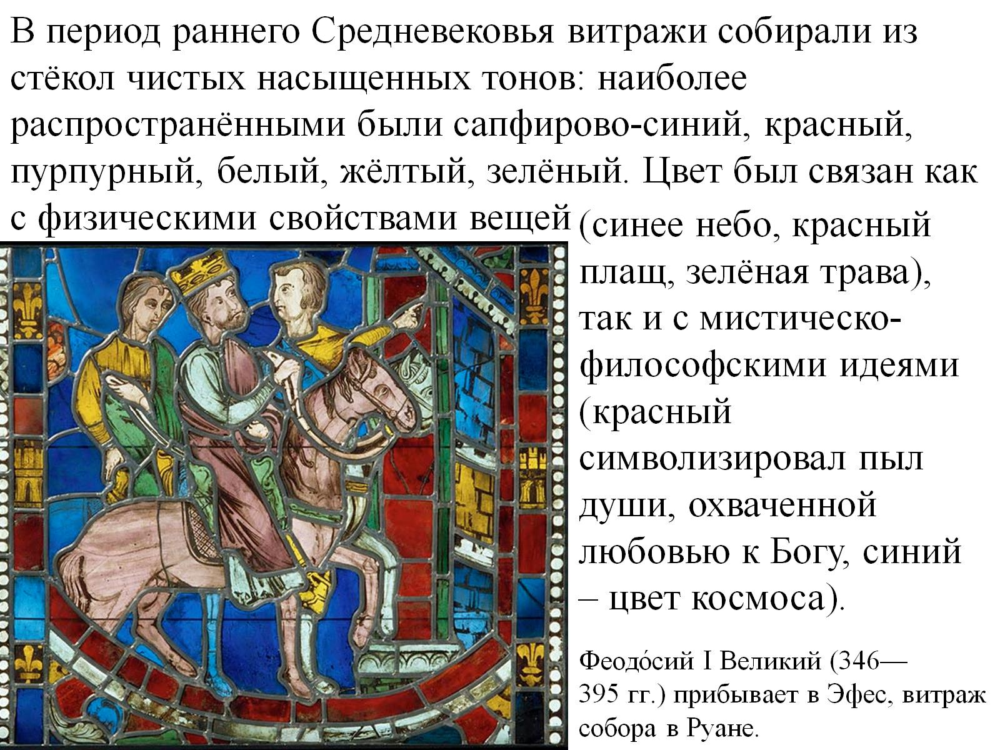 В период раннего Средневековья витражи собирали из
стёкол чистых насыщенных тонов: наиболее
распространёнными были сапфирово-синий, красный,
пурпурный, белый, жёлтый, зелёный. Цвет был связан как
с физическими свойствами вещей
(синее небо, красный
плащ, зелёная трава),
так и с мистическо-
философскими идеями
(красный
символизировал пыл
души, охваченной
любовью к Богу, синий
– цвет космоса).
Феодо́сий I Великий (346—
395 гг.) прибывает в Эфес, витраж
собора в Руане.